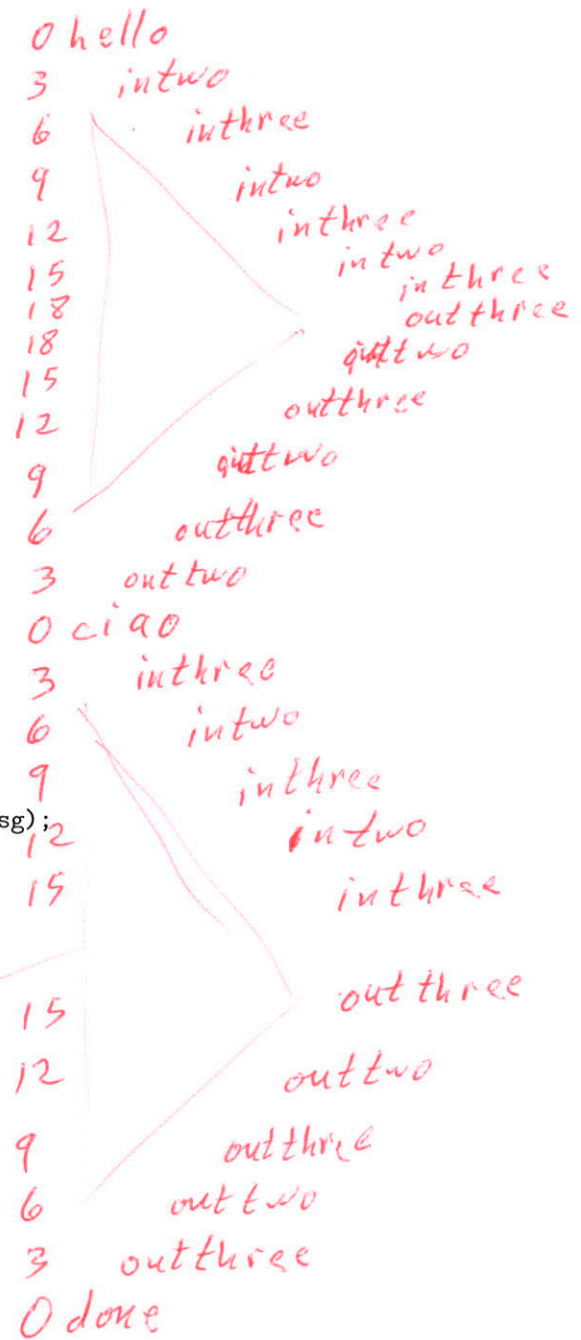 0 hello
3 intwo
6 inthree
9 intwo
12 inthree
15 intwo
18 inthree
18 outthree
15 outtwo
12 outthree
9 outtwo
6 outthree
3 outtwo
0 ciao
3 inthree
6 intwo
9 inthree
sg);
12 intwo
15 inthree
15 outthree
12 outtwo
9 outthree
6 outtwo
3 outthree
0 done